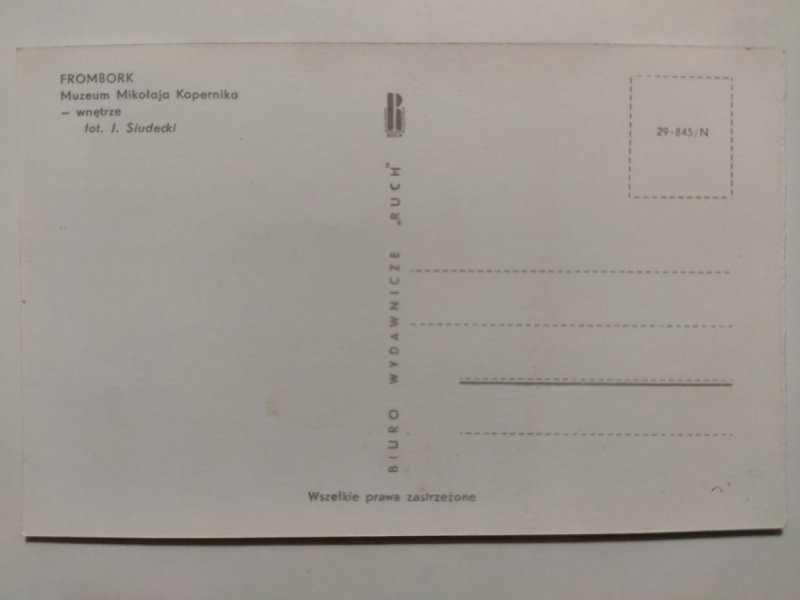 FROMBORK
Muzeum Mikołaja Kopernika
– wnętrze
fot. J. Siudecki
RUCH
29-845/N
BIURO WYDAWNICZE „RUCH”
Wszelkie prawa zastrzeżone